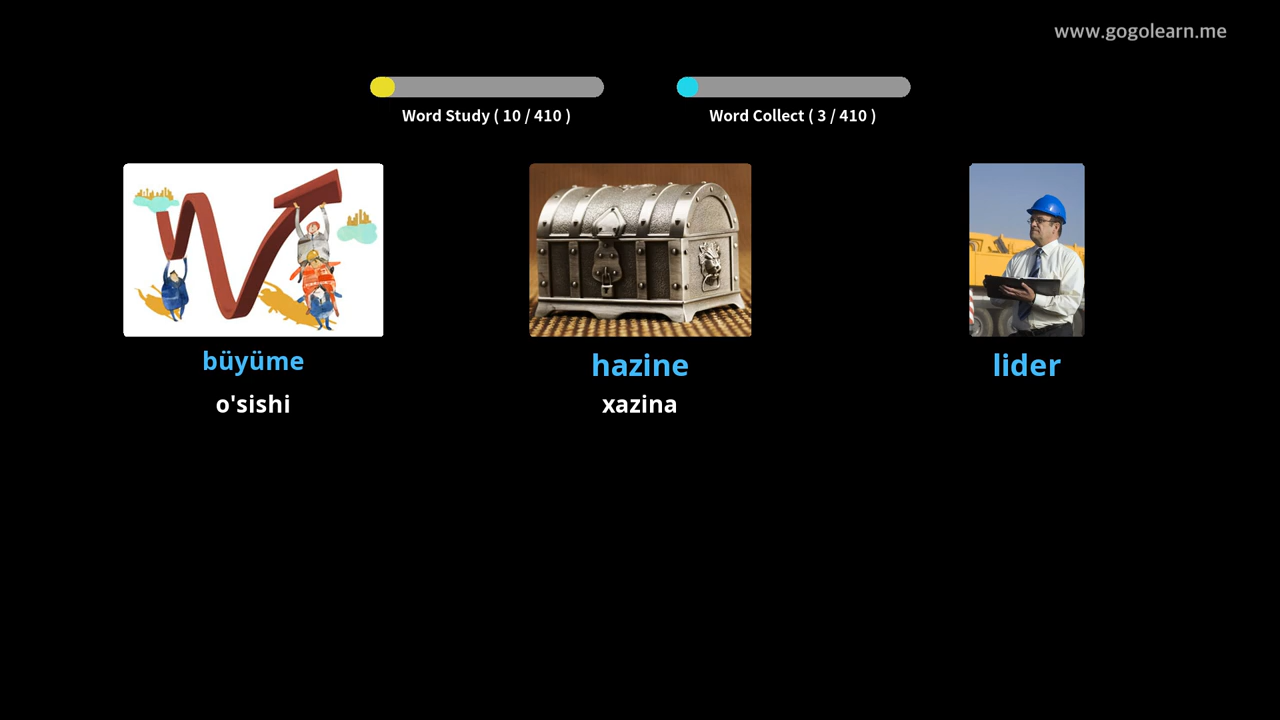 www.gogolearn.me
Word Study ( 10 / 410 )
Word Collect ( 3 / 410 )
büyüme
hazine
lider
o'sishi
xazina